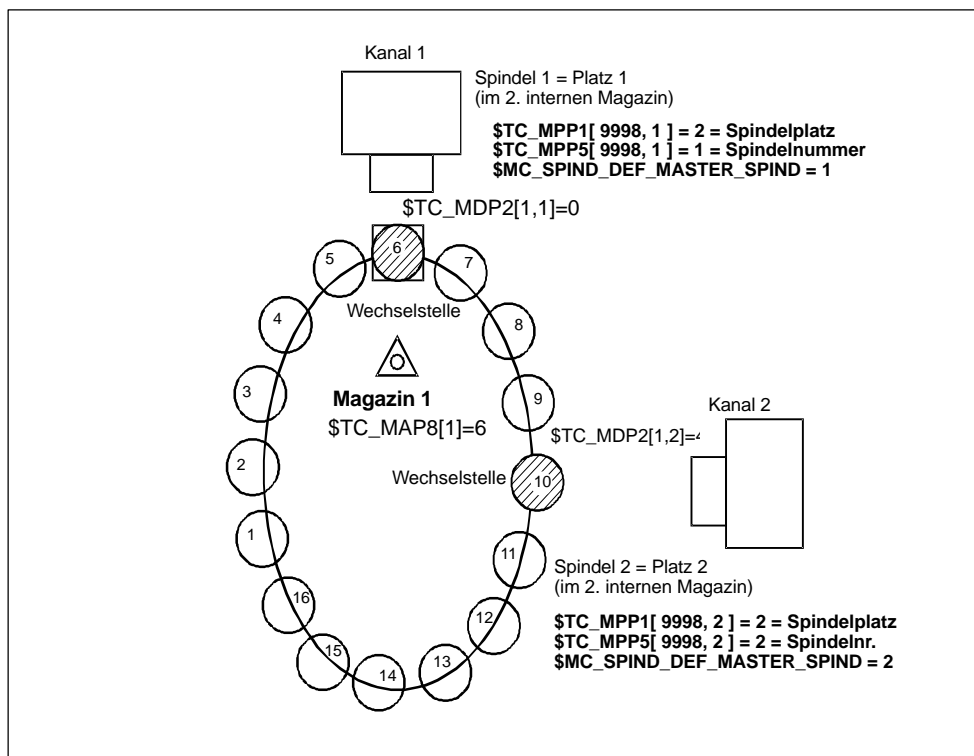 Kanal 1
Spindel 1 = Platz 1
(im 2. internen Magazin)
$TC_MPP1[ 9998, 1 ] = 2 = Spindelplatz
$TC_MPP5[ 9998, 1 ] = 1 = Spindelnummer
$MC_SPIND_DEF_MASTER_SPIND = 1
$TC_MDP2[1,1]=0
6
5
7
Wechselstelle
4
8
3
Magazin 1
9
Kanal 2
$TC_MAP8[1]=6
$TC_MDP2[1,2]=4
2
Wechselstelle
10
1
11
Spindel 2 = Platz 2
(im 2. internen Magazin)
16
12
$TC_MPP1[ 9998, 2 ] = 2 = Spindelplatz
$TC_MPP5[ 9998, 2 ] = 2 = Spindelnr.
$MC_SPIND_DEF_MASTER_SPIND = 2
15
13
14